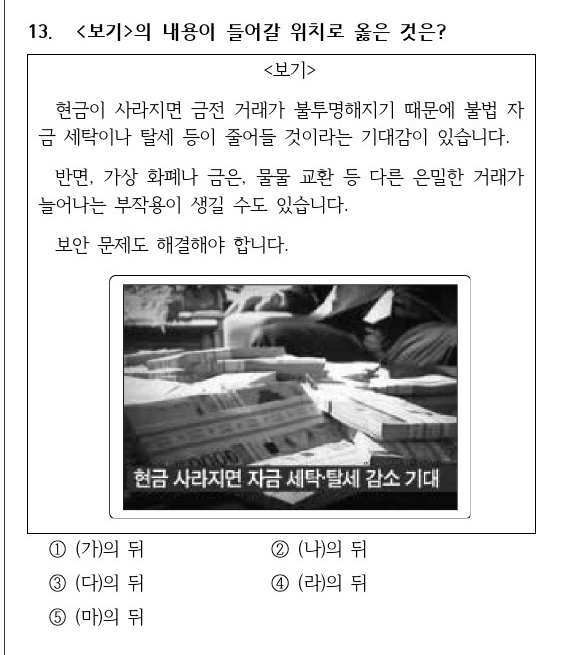 13. <보기>의 내용이 들어갈 위치로 옳은 것은?
<보기>
현금이 사라지면 금전 거래가 불투명해지기 때문에 불법 자
금 세탁이나 탈세 등이 줄어들 것이라는 기대감이 있습니다.
반면, 가상 화폐나 금은, 물물 교환 등 다른 은밀한 거래가
늘어나는 부작용이 생길 수도 있습니다.
보안 문제도 해결해야 합니다.
현금 사라지면 자금 세탁·탈세 감소 기대
① (가)의 뒤 ② (나)의 뒤
③ (다)의 뒤 ④ (라)의 뒤
⑤ (마)의 뒤